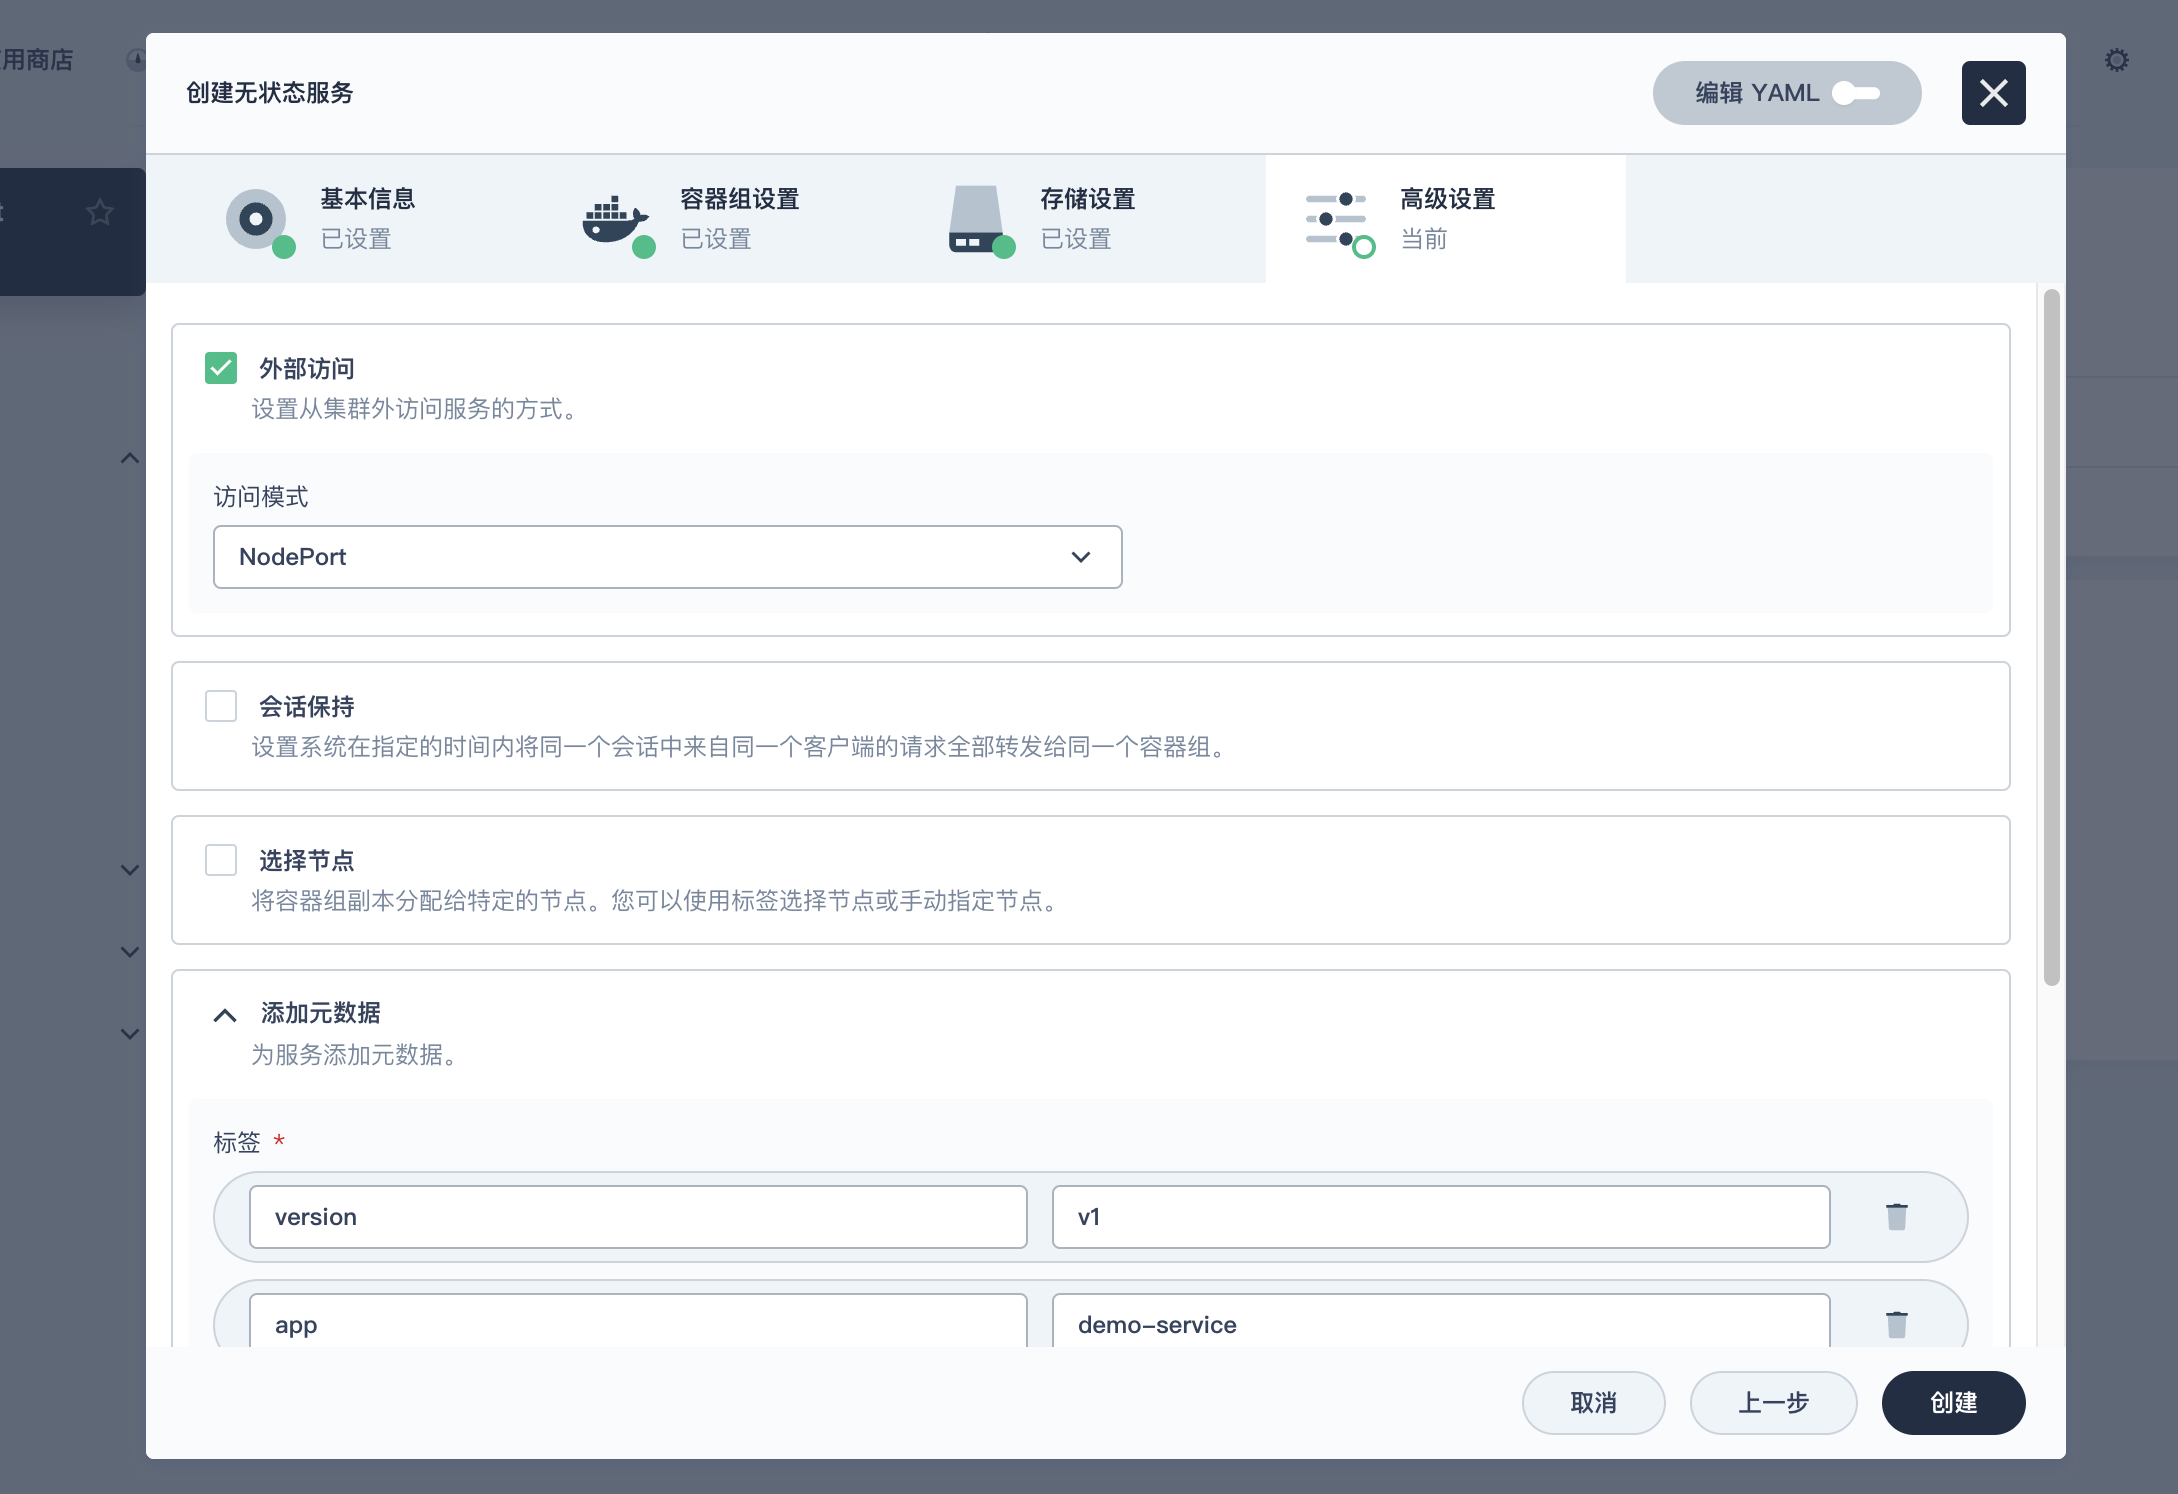 用商店
创建无状态服务
编辑 YAML
基本信息
已设置
容器组设置
已设置
存储设置
已设置
高级设置
当前
外部访问
设置从集群外访问服务的方式。
访问模式
NodePort
会话保持
设置系统在指定的时间内将同一个会话中来自同一个客户端的请求全部转发给同一个容器组。
选择节点
将容器组副本分配给特定的节点。您可以使用标签选择节点或手动指定节点。
添加元数据
为服务添加元数据。
标签 *
version
v1
app
demo-service
取消
上一步
创建